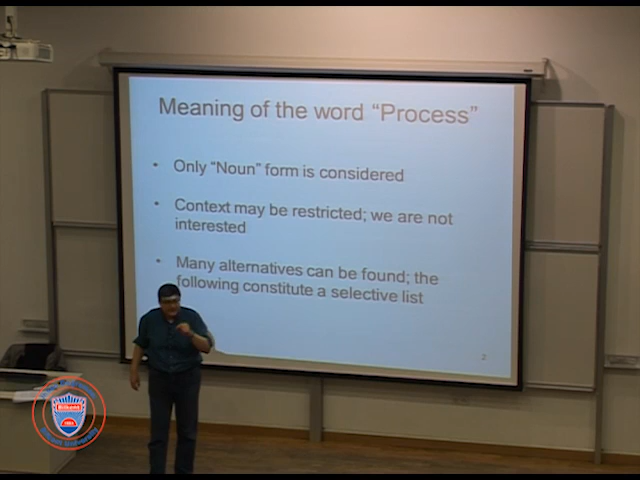 Meaning of the word “Process”
• Only “Noun” form is considered
• Context may be restricted; we are not
interested
• Many alternatives can be found; the
following constitute a selective list
2
Bilkent